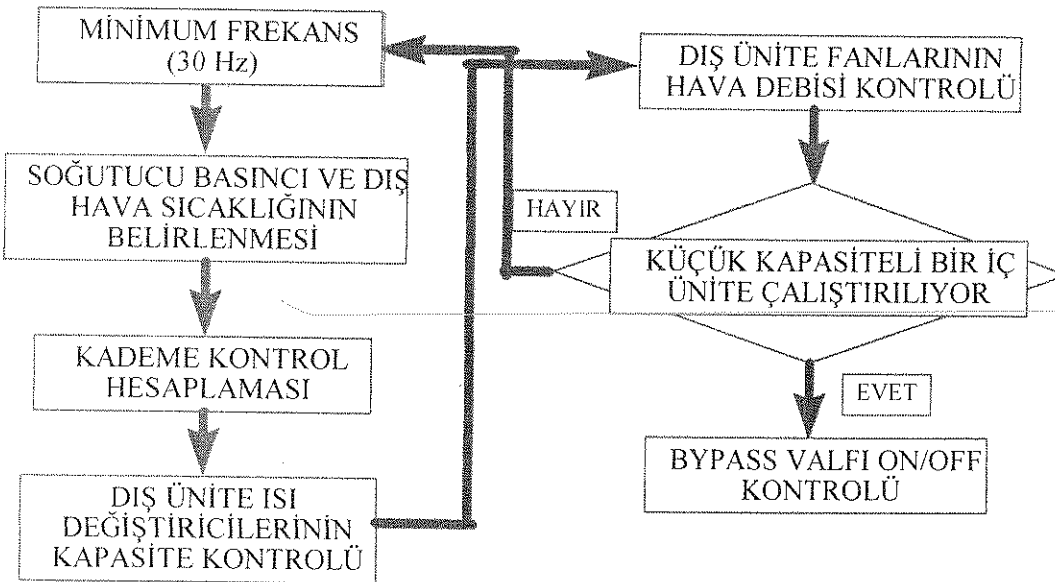 MİNİMUM FREKANS
(30 Hz)
SOĞUTUCU BASINCI VE DIŞ
HAVA SICAKLIĞININ
BELİRLENMESİ
KADEME KONTROL
HESAPLAMASI
DIŞ ÜNİTE ISI
DEĞİŞTİRİCİLERİNİN
KAPASİTE KONTROLÜ
DIŞ ÜNİTE FANLARININ
HAVA DEBİSİ KONTROLÜ
HAYIR
KÜÇÜK KAPASİTELİ BİR İÇ
ÜNİTE ÇALIŞTIRILIYOR
EVET
BYPASS VALFI ON/OFF
KONTROLÜ